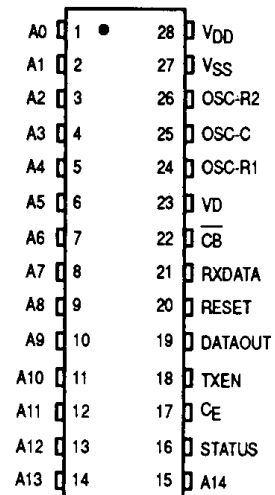 A0 1 28 VDD
A1 2 27 VSS
A2 3 26 OSC-R2
A3 4 25 OSC-C
A4 5 24 OSC-R1
A5 6 23 VD
A6 7 22 C̅B̅
A7 8 21 RXDATA
A8 9 20 RESET
A9 10 19 DATAOUT
A10 11 18 TXEN
A11 12 17 CE
A12 13 16 STATUS
A13 14 15 A14